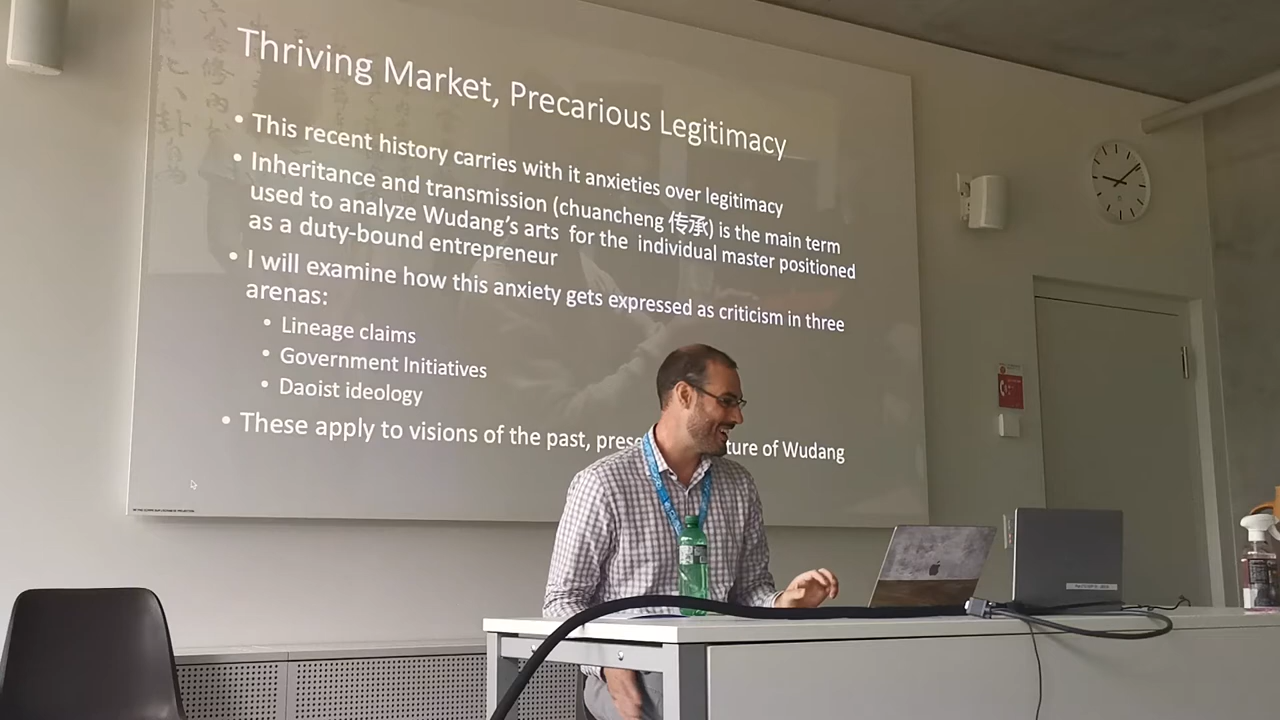 Thriving Market, Precarious Legitimacy
• This recent history carries with it anxieties over legitimacy
• Inheritance and transmission (chuancheng 传承) is the main term
used to analyze Wudang’s arts for the individual master positioned
as a duty-bound entrepreneur
• I will examine how this anxiety gets expressed as criticism in three
arenas:
• Lineage claims
• Government Initiatives
• Daoist ideology
• These apply to visions of the past, prese ture of Wudang